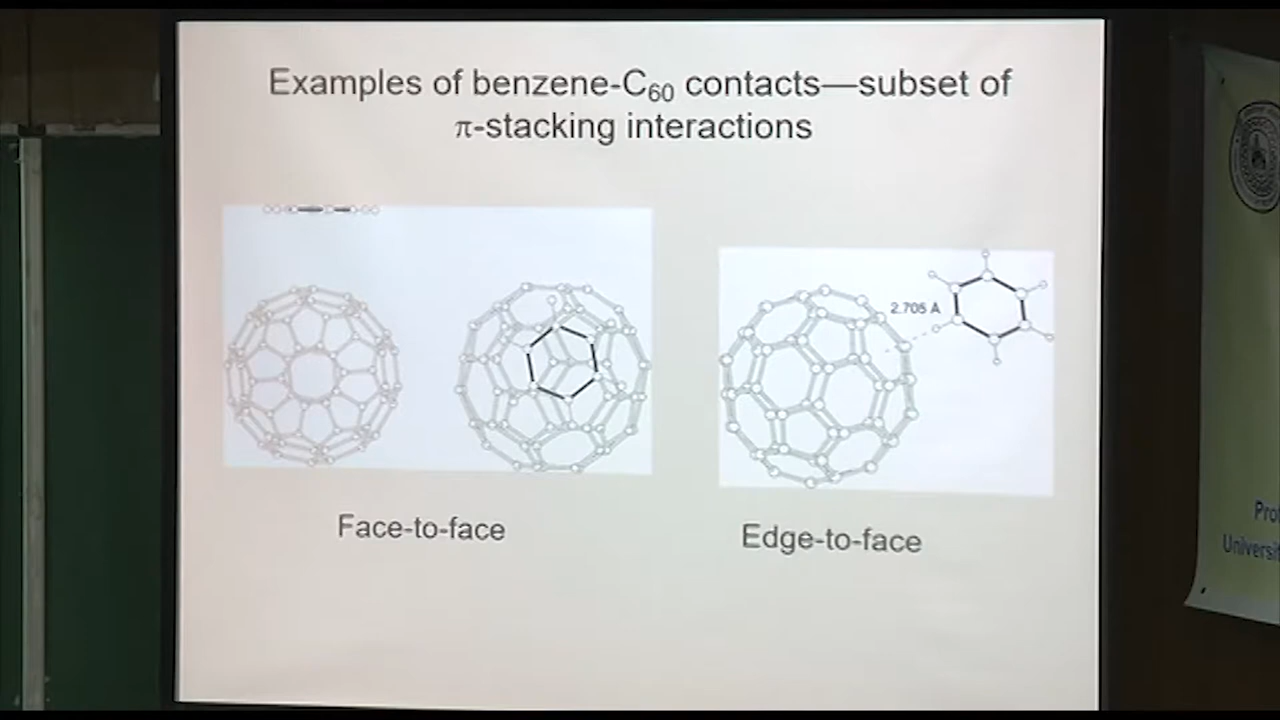 Examples of benzene-C₆₀ contacts—subset of
π-stacking interactions
2.705 A
Face-to-face
Edge-to-face